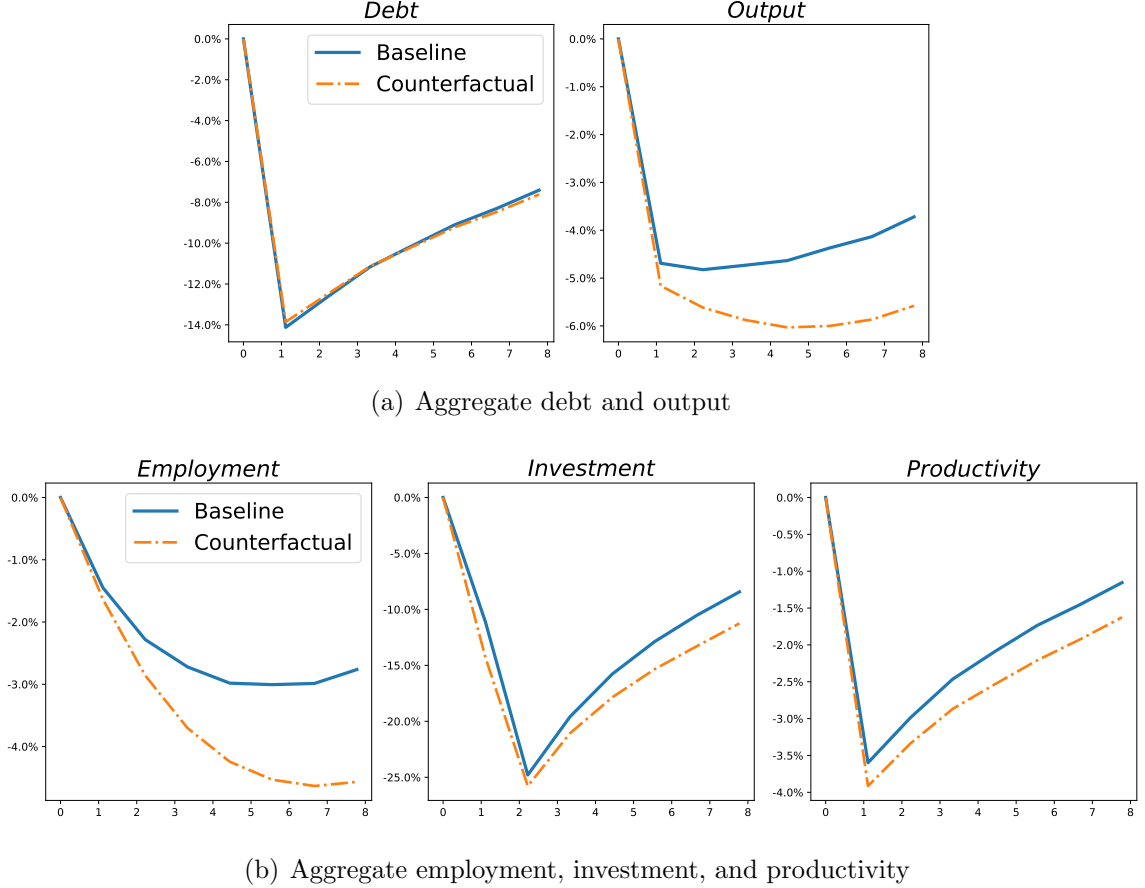 Debt
Output
0.0%
-2.0%
-4.0%
-6.0%
-8.0%
-10.0%
-12.0%
-14.0%
Baseline
Counterfactual
0 1 2 3 4 5 6 7 8
0.0%
-1.0%
-2.0%
-3.0%
-4.0%
-5.0%
-6.0%
0 1 2 3 4 5 6 7 8
(a) Aggregate debt and output
Employment
Investment
Productivity
0.0%
-1.0%
-2.0%
-3.0%
-4.0%
Baseline
Counterfactual
0 1 2 3 4 5 6 7 8
0.0%
-5.0%
-10.0%
-15.0%
-20.0%
-25.0%
0 1 2 3 4 5 6 7 8
0.0%
-0.5%
-1.0%
-1.5%
-2.0%
-2.5%
-3.0%
-3.5%
-4.0%
0 1 2 3 4 5 6 7 8
(b) Aggregate employment, investment, and productivity